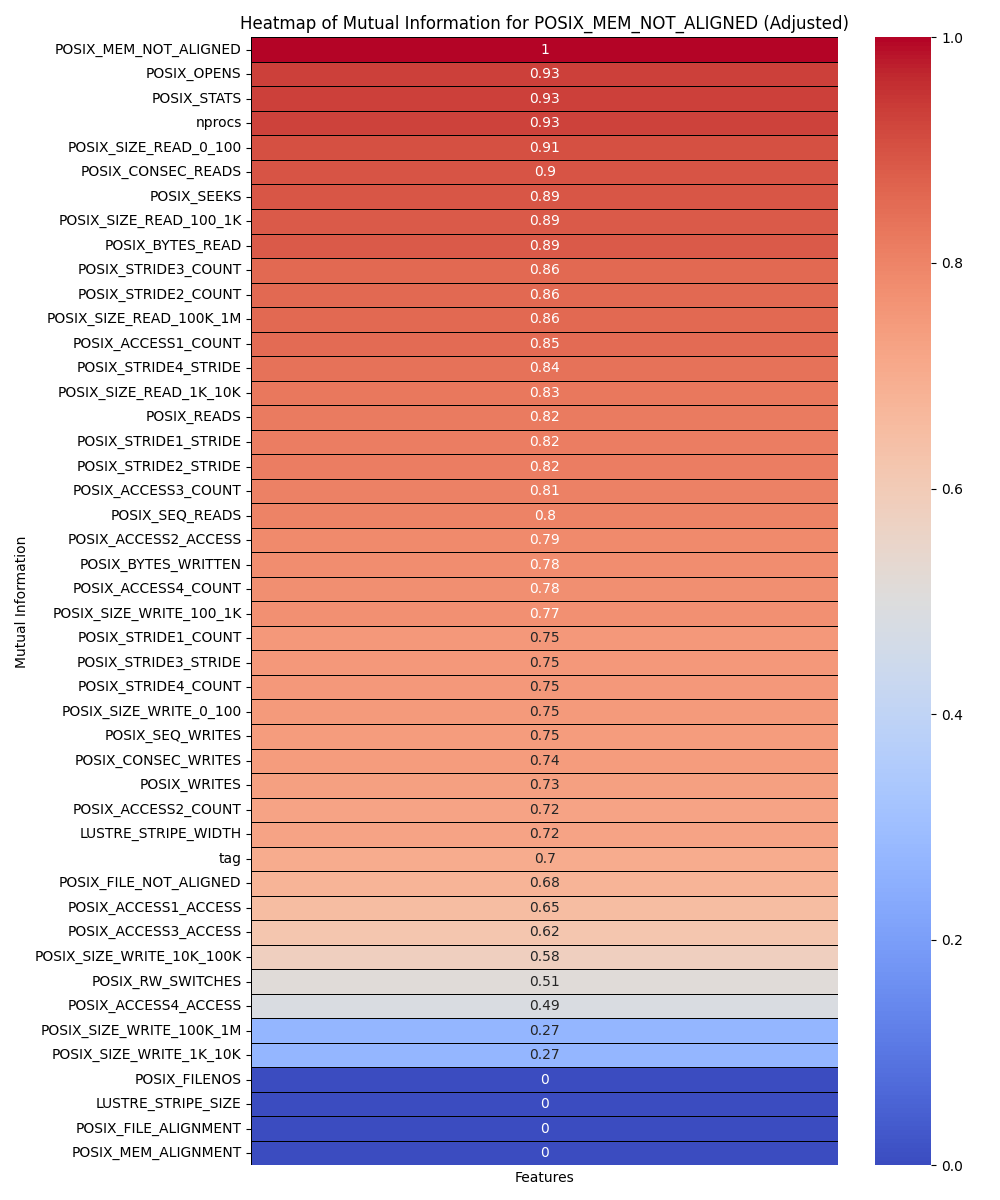 Heatmap of Mutual Information for POSIX_MEM_NOT_ALIGNED (Adjusted)
POSIX_MEM_NOT_ALIGNED 1
POSIX_OPENS 0.93
POSIX_STATS 0.93
nprocs 0.93
POSIX_SIZE_READ_0_100 0.91
POSIX_CONSEC_READS 0.9
POSIX_SEEKS 0.89
POSIX_SIZE_READ_100_1K 0.89
POSIX_BYTES_READ 0.89
POSIX_STRIDE3_COUNT 0.86
POSIX_STRIDE2_COUNT 0.86
POSIX_SIZE_READ_100K_1M 0.86
POSIX_ACCESS1_COUNT 0.85
POSIX_STRIDE4_STRIDE 0.84
POSIX_SIZE_READ_1K_10K 0.83
POSIX_READS 0.82
POSIX_STRIDE1_STRIDE 0.82
POSIX_STRIDE2_STRIDE 0.82
POSIX_ACCESS3_COUNT 0.81
POSIX_SEQ_READS 0.8
POSIX_ACCESS2_ACCESS 0.79
POSIX_BYTES_WRITTEN 0.78
POSIX_ACCESS4_COUNT 0.78
POSIX_SIZE_WRITE_100_1K 0.77
POSIX_STRIDE1_COUNT 0.75
POSIX_STRIDE3_STRIDE 0.75
POSIX_STRIDE4_COUNT 0.75
POSIX_SIZE_WRITE_0_100 0.75
POSIX_SEQ_WRITES 0.75
POSIX_CONSEC_WRITES 0.74
POSIX_WRITES 0.73
POSIX_ACCESS2_COUNT 0.72
LUSTRE_STRIPE_WIDTH 0.72
tag 0.7
POSIX_FILE_NOT_ALIGNED 0.68
POSIX_ACCESS1_ACCESS 0.65
POSIX_ACCESS3_ACCESS 0.62
POSIX_SIZE_WRITE_10K_100K 0.58
POSIX_RW_SWITCHES 0.51
POSIX_ACCESS4_ACCESS 0.49
POSIX_SIZE_WRITE_100K_1M 0.27
POSIX_SIZE_WRITE_1K_10K 0.27
POSIX_FILENOS 0
LUSTRE_STRIPE_SIZE 0
POSIX_FILE_ALIGNMENT 0
POSIX_MEM_ALIGNMENT 0
Mutual Information
Features
1.0
0.8
0.6
0.4
0.2
0.0